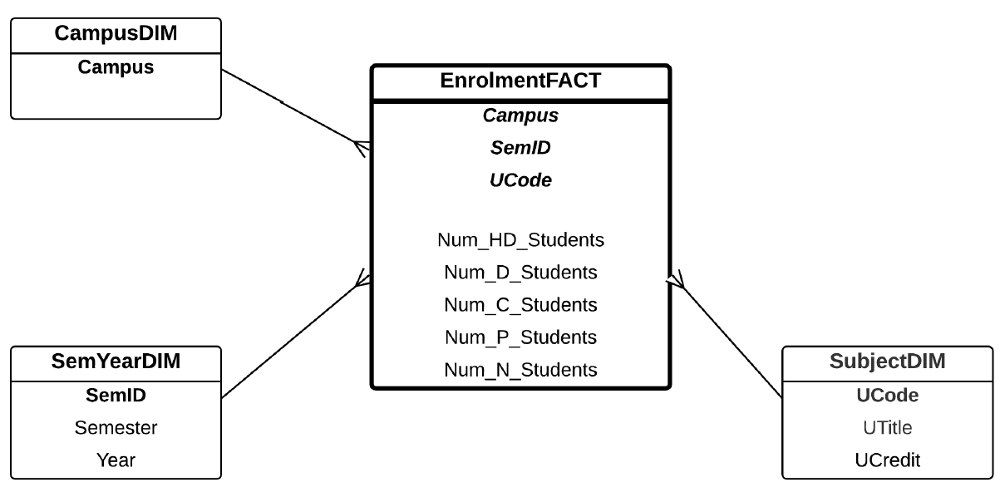 CampusDIM
Campus
EnrolmentFACT
Campus
SemID
UCode
Num_HD_Students
Num_D_Students
Num_C_Students
Num_P_Students
Num_N_Students
SemYearDIM
SemID
Semester
Year
SubjectDIM
UCode
UTitle
UCredit